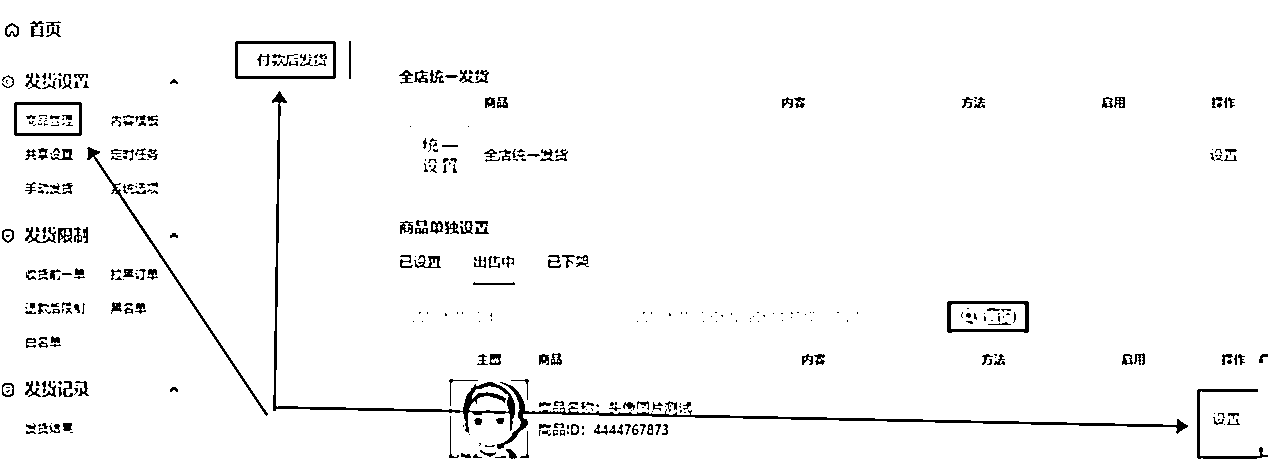 首页
发货设置
商品管理 内容模板
共享设置 定时任务
手动发货 系统选项
发货限制
收货前一单 拉黑订单
退款后限制 黑名单
白名单
发货记录
发货结果
付款后发货
全店统一发货
商品 内容 方法 启用 操作
统一
设置
全店统一发货 设置
商品单独设置
已设置 出售中 已下架
查询
主图 商品 内容 方法 启用 操作
商品名称：头像图片测试
商品ID：4444767873
设置